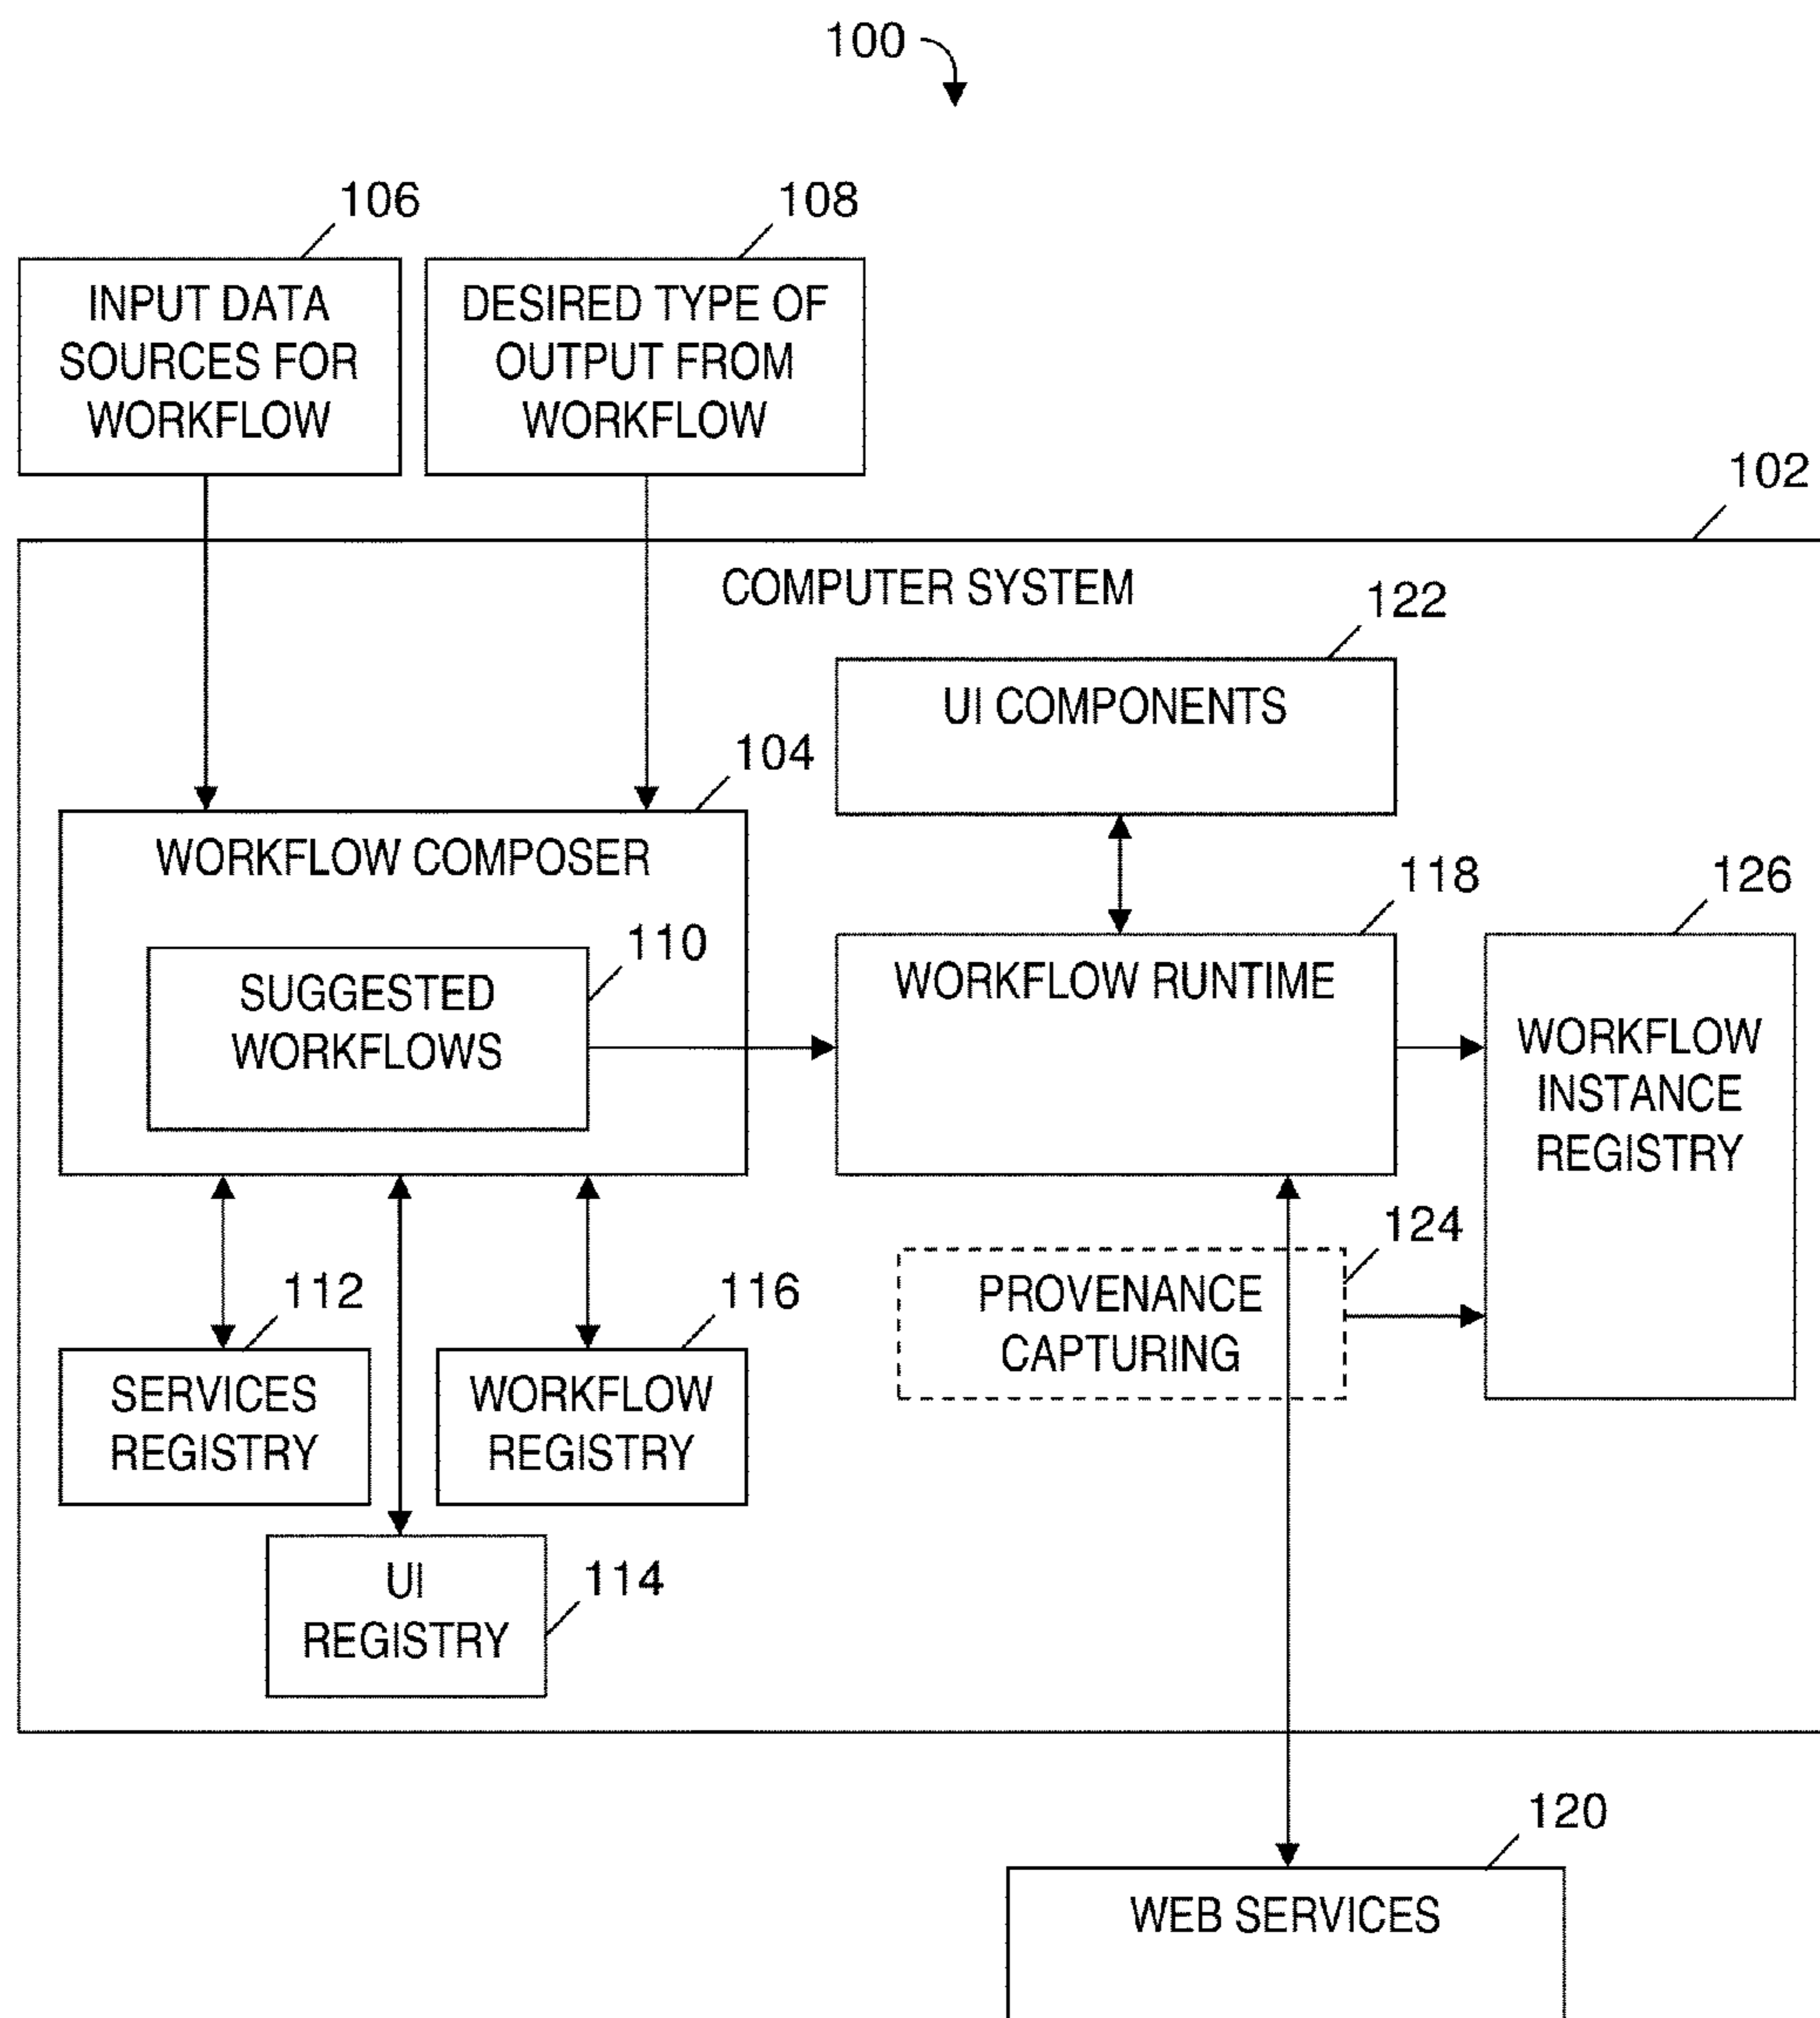 100
106
108
INPUT DATA
SOURCES FOR
WORKFLOW
DESIRED TYPE OF
OUTPUT FROM
WORKFLOW
102
COMPUTER SYSTEM
122
UI COMPONENTS
104
WORKFLOW COMPOSER
110
SUGGESTED
WORKFLOWS
118
WORKFLOW RUNTIME
126
WORKFLOW
INSTANCE
REGISTRY
124
PROVENANCE
CAPTURING
112
SERVICES
REGISTRY
116
WORKFLOW
REGISTRY
114
UI
REGISTRY
120
WEB SERVICES